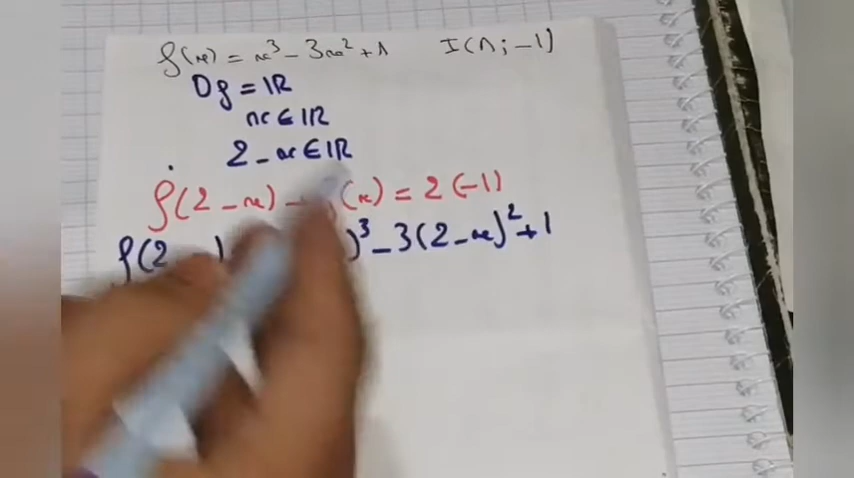 f(x) = x³ - 3x² + 1 I(1; -1)
Df = ℝ
x ∈ ℝ
2 - x ∈ ℝ
f(2 - x) (x) = 2(-1)
f(2 )³ - 3(2 - x)² + 1